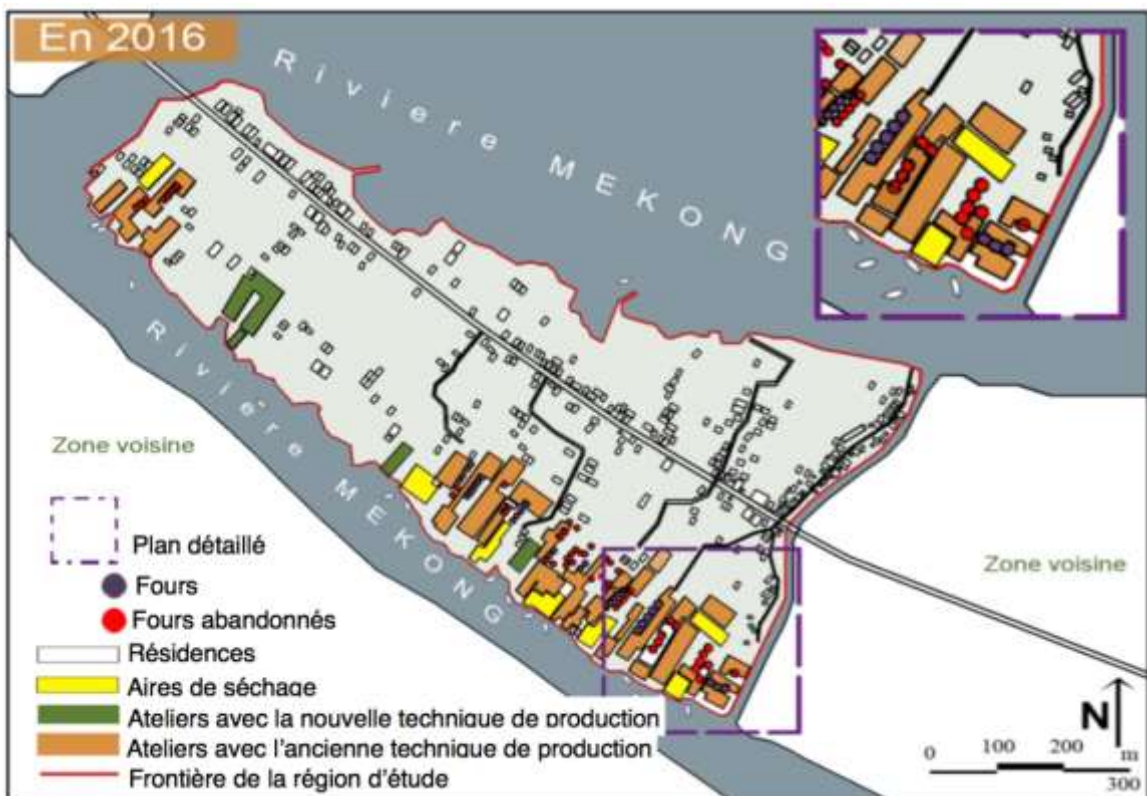 En 2016
Riviere MEKONG
Riviere MEKONG
Zone voisine
Zone voisine
Plan détaillé
Fours
Fours abandonnés
Résidences
Aires de séchage
Ateliers avec la nouvelle technique de production
Ateliers avec l'ancienne technique de production
Frontière de la région d'étude
N
0 100 200 m
300